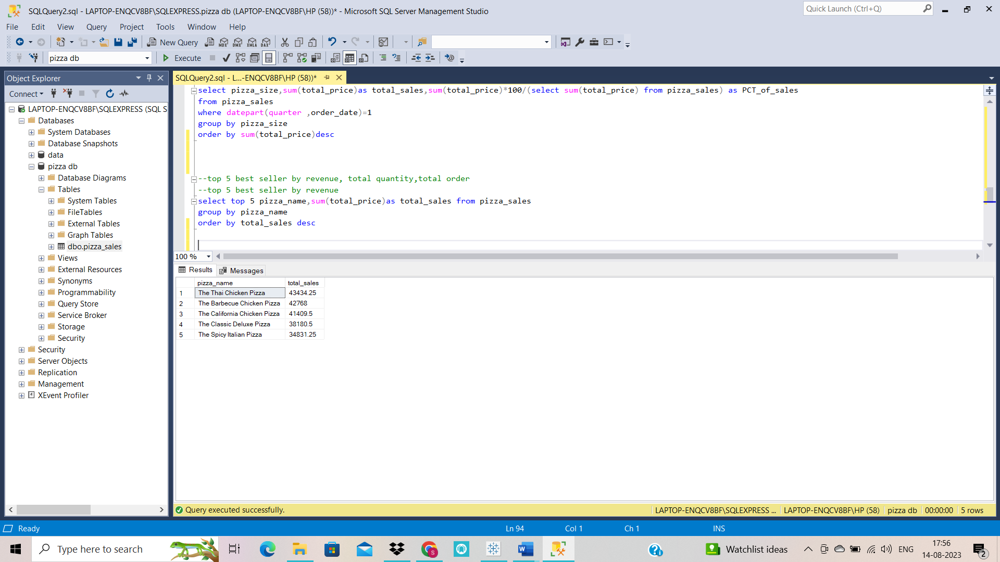 SQLQuery2.sql - LAPTOP-ENQCV8BF\SQLEXPRESS.pizza db (LAPTOP-ENQCV8BF\HP (58))* - Microsoft SQL Server Management Studio
Quick Launch (Ctrl+Q)
File Edit View Query Project Tools Window Help
New Query MDX DMX XMLA DAX
pizza db Execute
Object Explorer
Connect
LAPTOP-ENQCV8BF\SQLEXPRESS (SQL S
Databases
System Databases
Database Snapshots
data
pizza db
Database Diagrams
Tables
System Tables
FileTables
External Tables
Graph Tables
dbo.pizza_sales
Views
External Resources
Synonyms
Programmability
Query Store
Service Broker
Storage
Security
Security
Server Objects
Replication
Management
XEvent Profiler
SQLQuery2.sql - L...-ENQCV8BF\HP (58))*
select pizza_size,sum(total_price)as total_sales,sum(total_price)*100/(select sum(total_price) from pizza_sales) as PCT_of_sales
from pizza_sales
where datepart(quarter ,order_date)=1
group by pizza_size
order by sum(total_price)desc
--top 5 best seller by revenue, total quantity,total order
--top 5 best seller by revenue
select top 5 pizza_name,sum(total_price)as total_sales from pizza_sales
group by pizza_name
order by total_sales desc
100 %
Results Messages
pizza_name total_sales
1 The Thai Chicken Pizza 43434.25
2 The Barbecue Chicken Pizza 42768
3 The California Chicken Pizza 41409.5
4 The Classic Deluxe Pizza 38180.5
5 The Spicy Italian Pizza 34831.25
Query executed successfully. LAPTOP-ENQCV8BF\SQLEXPRESS ... LAPTOP-ENQCV8BF\HP (58) pizza db 00:00:00 5 rows
Ready Ln 94 Col 1 Ch 1 INS
Type here to search
Watchlist ideas
ENG
17:56
14-08-2023
2